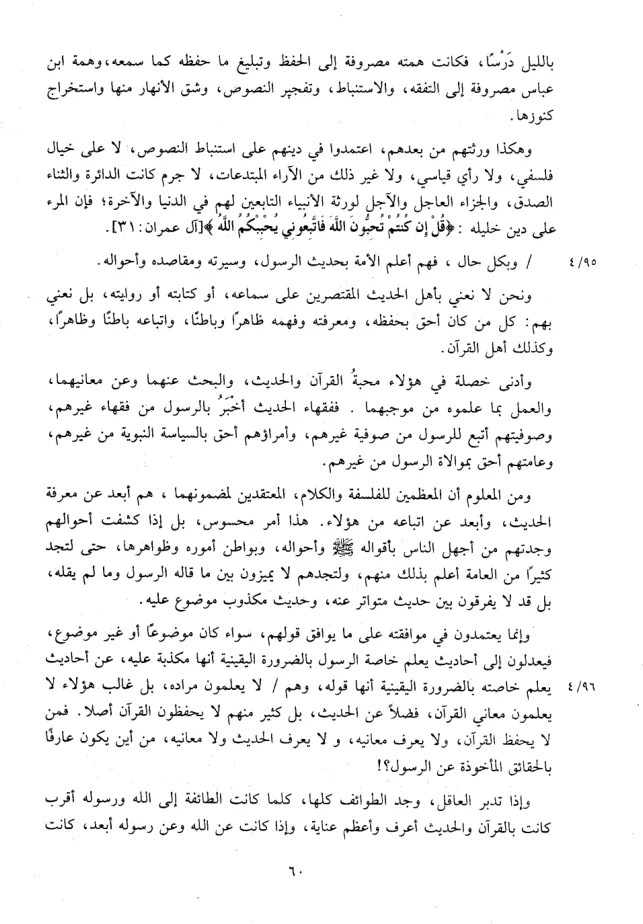 بالليل دَرْسًا، فكانت همته مصروفة إلى الحفظ وتبليغ ما حفظه كما سمعه، وهمة ابن
عباس مصروفة إلى التفقه، والاستنباط، وتفجير النصوص، وشق الأنهار منها واستخراج
كنوزها.
وهكذا ورثتهم من بعدهم، اعتمدوا في دينهم على استنباط النصوص، لا على خيال
فلسفي، ولا رأي قياسي، ولا غير ذلك من الآراء المبتدعات، لا جرم كانت الدائرة والثناء
الصدق، والجزاء العاجل والآجل لورثة الأنبياء التابعين لهم في الدنيا والآخرة؛ فإن المرء
على دين خليله : ﴿قُلْ إِن كُنتُمْ تُحِبُّونَ اللَّهَ فَاتَّبِعُونِي يُحْبِبْكُمُ اللَّهُ﴾[آل عمران: ٣١].
٤/٩٥ / وبكل حال ، فهم أعلم الأمة بحديث الرسول، وسيرته ومقاصده وأحواله.
ونحن لا نعني بأهل الحديث المقتصرين على سماعه، أو كتابته أو روايته، بل نعني
بهم: كل من كان أحق بحفظه، ومعرفته وفهمه ظاهرًا وباطنًا، واتباعه باطنًا وظاهرًا،
وكذلك أهل القرآن.
وأدنى خصلة في هؤلاء محبةُ القرآن والحديث، والبحث عنهما وعن معانيهما،
والعمل بما علموه من موجبهما . ففقهاء الحديث أخْبَرُ بالرسول من فقهاء غيرهم،
وصوفيتهم أتبع للرسول من صوفية غيرهم، وأمراؤهم أحق بالسياسة النبوية من غيرهم،
وعامتهم أحق بموالاة الرسول من غيرهم.
ومن المعلوم أن المعظمين للفلسفة والكلام، المعتقدين لمضمونهما ، هم أبعد عن معرفة
الحديث، وأبعد عن اتباعه من هؤلاء. هذا أمر محسوس، بل إذا كشفت أحوالهم
وجدتهم من أجهل الناس بأقواله ﷺ وأحواله، وبواطن أموره وظواهرها، حتى لتجد
كثيرًا من العامة أعلم بذلك منهم، ولتجدهم لا يميزون بين ما قاله الرسول وما لم يقله،
بل قد لا يفرقون بين حديث متواتر عنه، وحديث مكذوب موضوع عليه.
وإنما يعتمدون في موافقته على ما يوافق قولهم، سواء كان موضوعًا أو غير موضوع،
فيعدلون إلى أحاديث يعلم خاصة الرسول بالضرورة اليقينية أنها مكذبة عليه، عن أحاديث
٤/٩٦ يعلم خاصته بالضرورة اليقينية أنها قوله، وهم / لا يعلمون مراده، بل غالب هؤلاء لا
يعلمون معاني القرآن، فضلاً عن الحديث، بل كثير منهم لا يحفظون القرآن أصلا. فمن
لا يحفظ القرآن، ولا يعرف معانيه، و لا يعرف الحديث ولا معانيه، من أين يكون عارفًا
بالحقائق المأخوذة عن الرسول؟!
وإذا تدبر العاقل، وجد الطوائف كلها، كلما كانت الطائفة إلى الله ورسوله أقرب
كانت بالقرآن والحديث أعرف وأعظم عناية، وإذا كانت عن الله وعن رسوله أبعد، كانت
٦٠